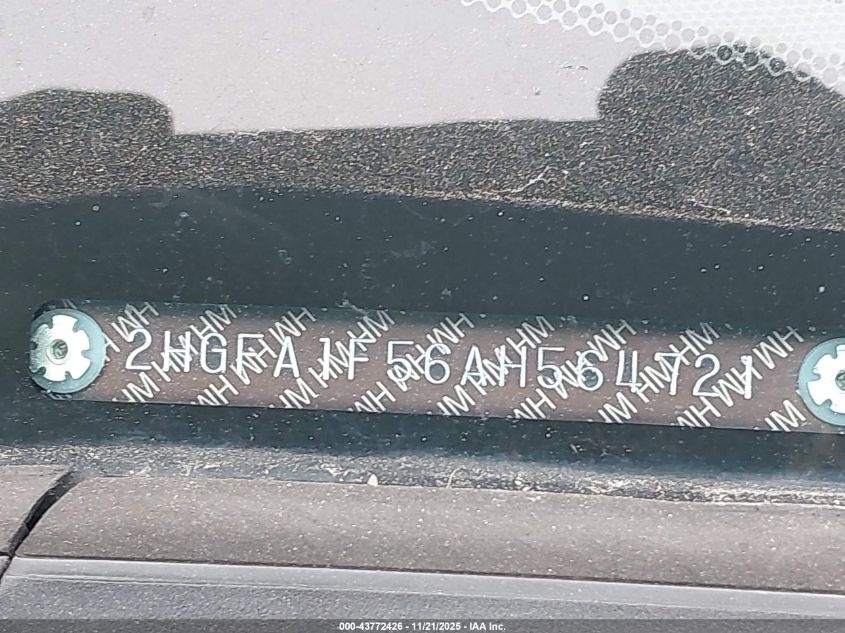 2HGFA1F56AH564721
000-43772426 - 11/21/2025 - IAA Inc.